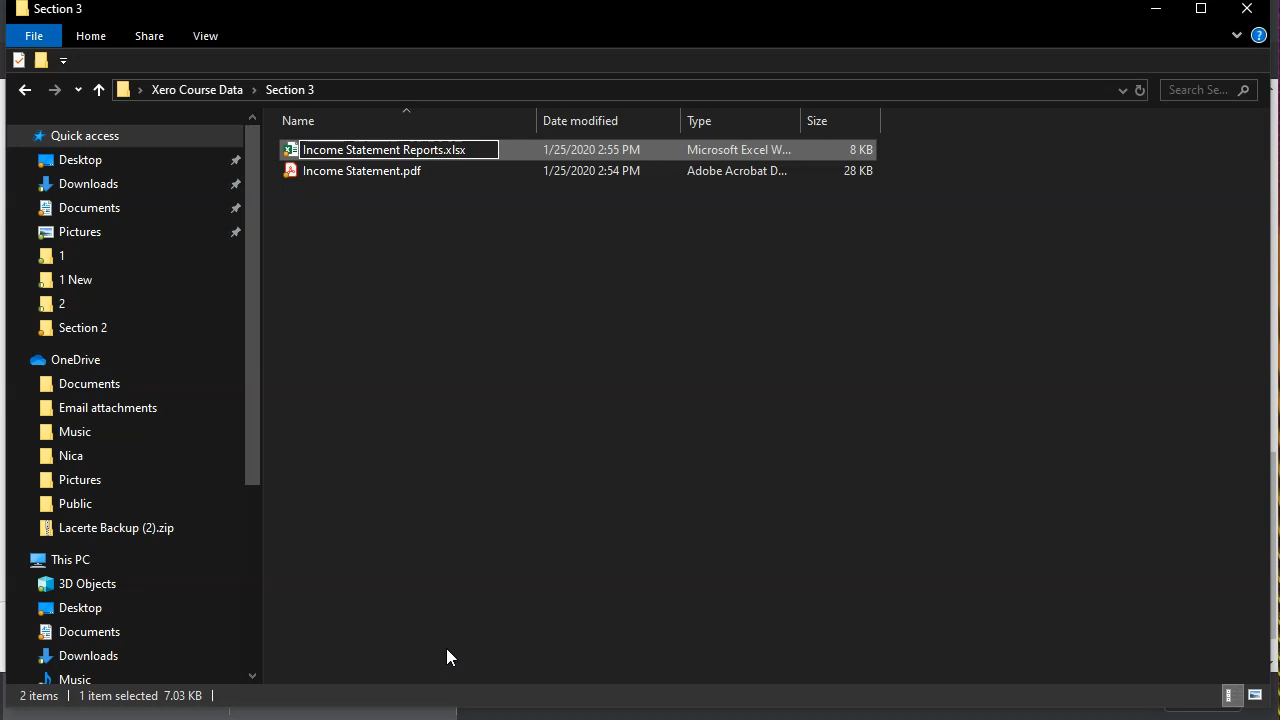 Section 3
File Home Share View
Xero Course Data Section 3 Search Se...
Name Date modified Type Size
Income Statement Reports.xlsx 1/25/2020 2:55 PM Microsoft Excel W... 8 KB
Income Statement.pdf 1/25/2020 2:54 PM Adobe Acrobat D... 28 KB
Quick access
Desktop
Downloads
Documents
Pictures
1
1 New
2
Section 2
OneDrive
Documents
Email attachments
Music
Nica
Pictures
Public
Lacerte Backup (2).zip
This PC
3D Objects
Desktop
Documents
Downloads
Music
2 items 1 item selected 7.03 KB